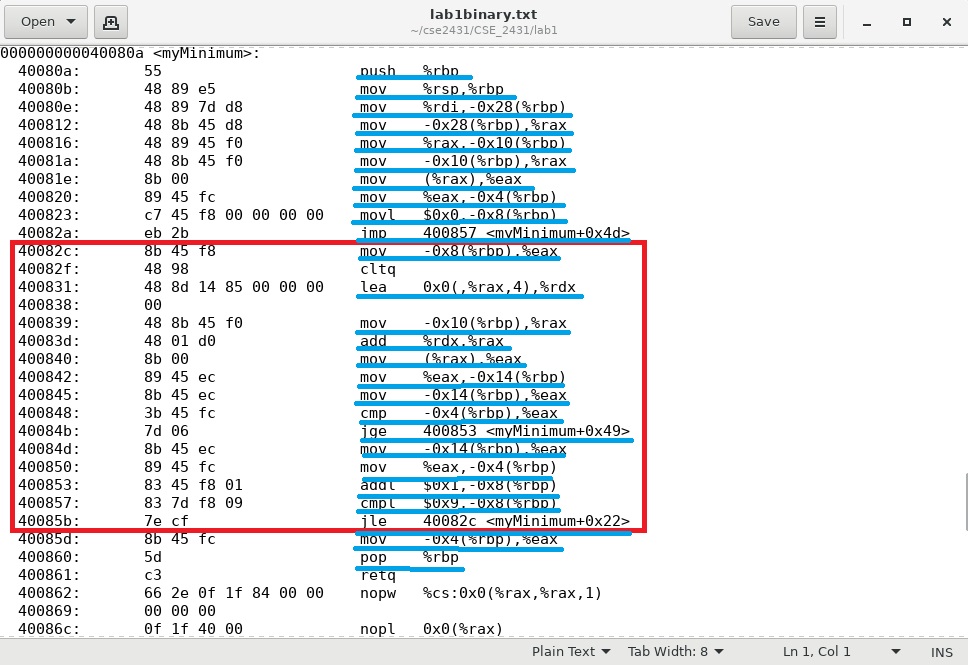 Open
lab1binary.txt
~/cse2431/CSE_2431/lab1
Save
000000000040080a <myMinimum>:
40080a: 55 push %rbp
40080b: 48 89 e5 mov %rsp,%rbp
40080e: 48 89 7d d8 mov %rdi,-0x28(%rbp)
400812: 48 8b 45 d8 mov -0x28(%rbp),%rax
400816: 48 89 45 f0 mov %rax,-0x10(%rbp)
40081a: 48 8b 45 f0 mov -0x10(%rbp),%rax
40081e: 8b 00 mov (%rax),%eax
400820: 89 45 fc mov %eax,-0x4(%rbp)
400823: c7 45 f8 00 00 00 00 movl $0x0,-0x8(%rbp)
40082a: eb 2b jmp 400857 <myMinimum+0x4d>
40082c: 8b 45 f8 mov -0x8(%rbp),%eax
40082f: 48 98 cltq
400831: 48 8d 14 85 00 00 00 lea 0x0(,%rax,4),%rdx
400838: 00
400839: 48 8b 45 f0 mov -0x10(%rbp),%rax
40083d: 48 01 d0 add %rdx,%rax
400840: 8b 00 mov (%rax),%eax
400842: 89 45 ec mov %eax,-0x14(%rbp)
400845: 8b 45 ec mov -0x14(%rbp),%eax
400848: 3b 45 fc cmp -0x4(%rbp),%eax
40084b: 7d 06 jge 400853 <myMinimum+0x49>
40084d: 8b 45 ec mov -0x14(%rbp),%eax
400850: 89 45 fc mov %eax,-0x4(%rbp)
400853: 83 45 f8 01 addl $0x1,-0x8(%rbp)
400857: 83 7d f8 09 cmpl $0x9,-0x8(%rbp)
40085b: 7e cf jle 40082c <myMinimum+0x22>
40085d: 8b 45 fc mov -0x4(%rbp),%eax
400860: 5d pop %rbp
400861: c3 retq
400862: 66 2e 0f 1f 84 00 00 nopw %cs:0x0(%rax,%rax,1)
400869: 00 00 00
40086c: 0f 1f 40 00 nopl 0x0(%rax)
Plain Text Tab Width: 8 Ln 1, Col 1 INS